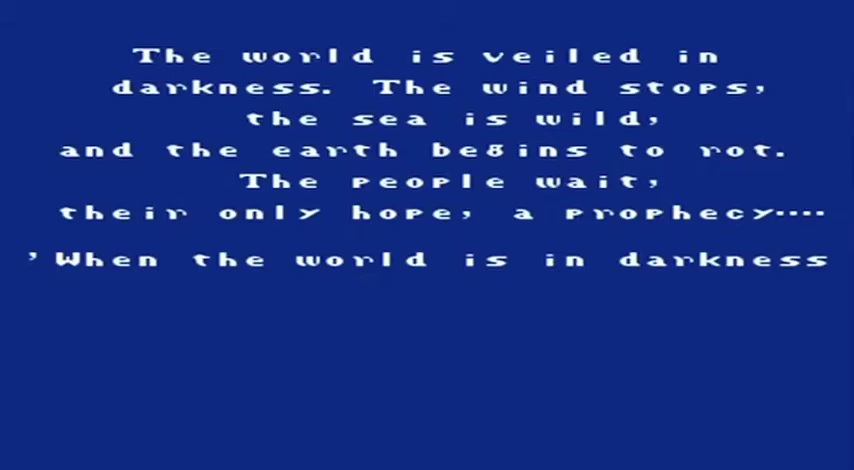 The world is veiled in
darkness. The wind stops,
the sea is wild,
and the earth begins to rot.
The people wait,
their only hope, a prophecy....
'When the world is in darkness